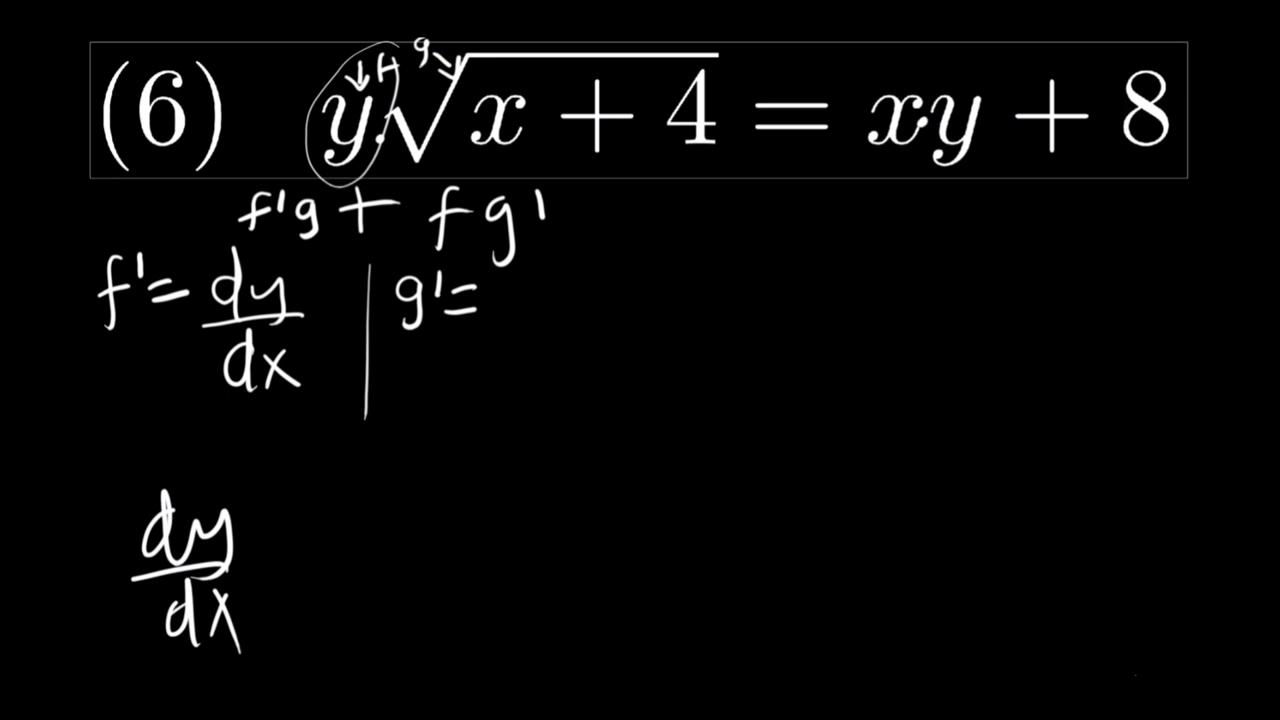 f g
(6) y√x + 4 = xy + 8
f'g + fg'
f' = dy/dx | g' =
dy/dx